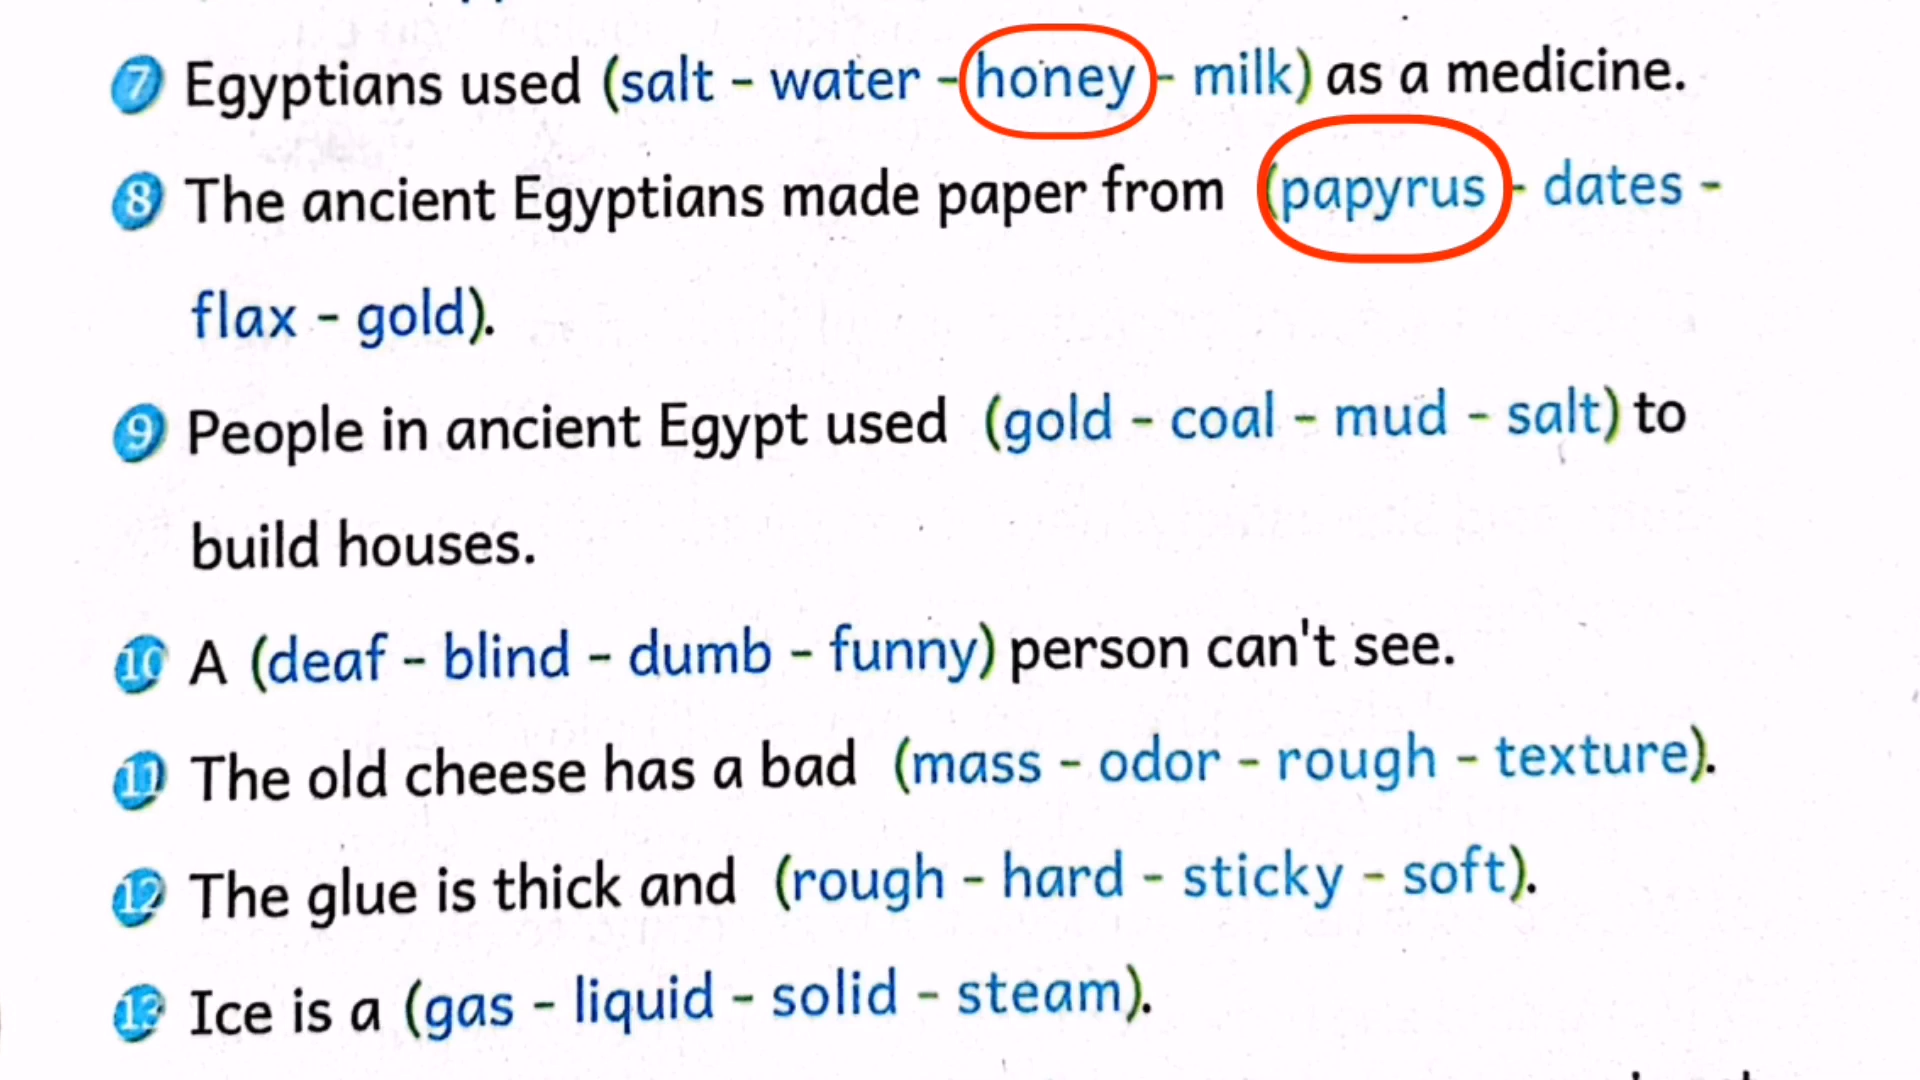 7 Egyptians used (salt - water - honey - milk) as a medicine.
8 The ancient Egyptians made paper from (papyrus - dates -
flax - gold).
9 People in ancient Egypt used (gold - coal - mud - salt) to
build houses.
10 A (deaf - blind - dumb - funny) person can't see.
11 The old cheese has a bad (mass - odor - rough - texture).
12 The glue is thick and (rough - hard - sticky - soft).
13 Ice is a (gas - liquid - solid - steam).